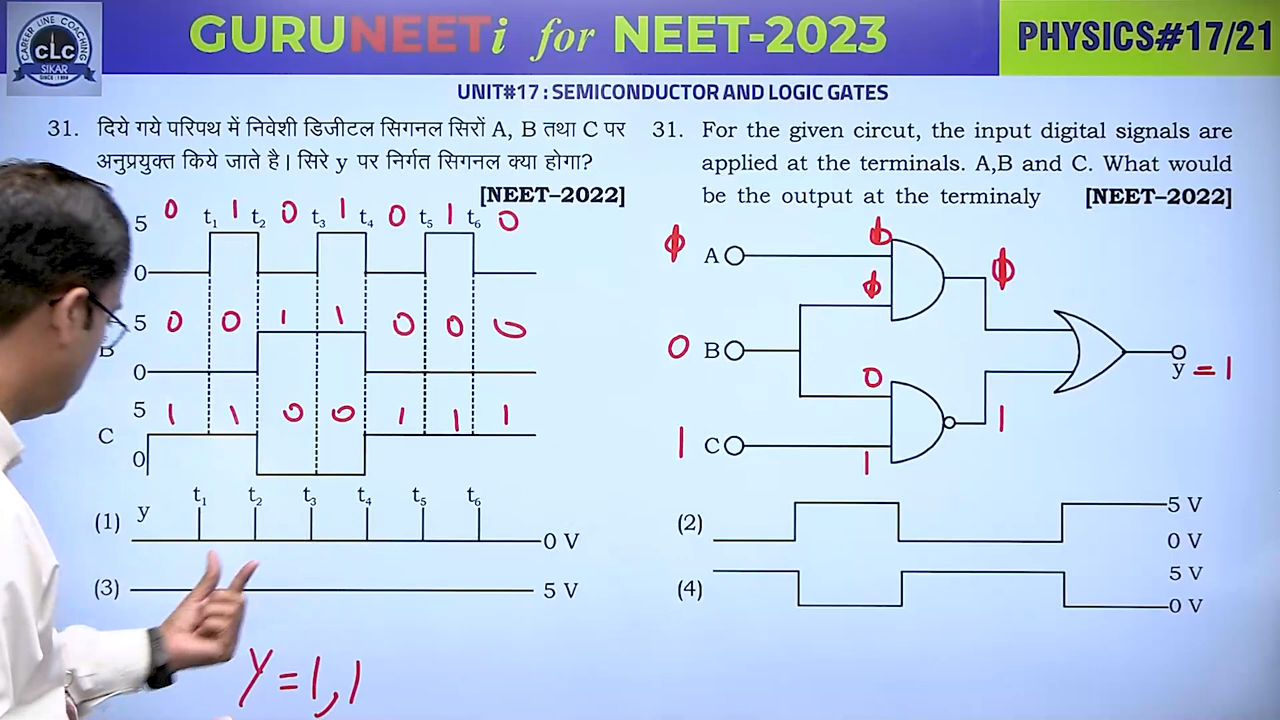 GURUNEETi for NEET-2023
PHYSICS#17/21
CAREER LINE COACHING
CLC
SIKAR
SINCE : 1996
UNIT#17 : SEMICONDUCTOR AND LOGIC GATES
31. दिये गये परिपथ में निवेशी डिजीटल सिगनल सिरों A, B तथा C पर
अनुप्रयुक्त किये जाते है। सिरे y पर निर्गत सिगनल क्या होगा?
[NEET–2022]
0 1 0 1 0 1 0
5 t₁ t₂ t₃ t₄ t₅ t₆
0
0 0 1 1 0 0 0
5
B
0
5 1 1 0 0 1 1 1
C
0
t₁ t₂ t₃ t₄ t₅ t₆
(1) y 0 V
(3) 5 V
y = 1, 1
31. For the given circut, the input digital signals are
applied at the terminals. A,B and C. What would
be the output at the terminaly [NEET–2022]
A
0 B 0
y = 1
1 C 1 1
(2) 5 V
0 V
(4) 5 V
0 V